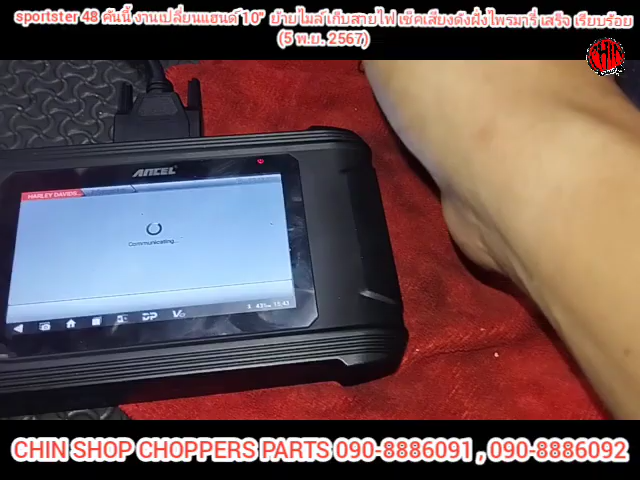 sportster 48 คันนี้ งานเปลี่ยนแฮนด์ 10" ย้ายไมล์ เก็บสายไฟ เช็คเสียงดังฝั่งไพรมารี่ เสร็จ เรียบร้อย
(5 พ.ย. 2567)
CHIN
ANCEL
HARLEY DAVIDS...
Communicating...
15:43
CHIN SHOP CHOPPERS PARTS 090-8886091 , 090-8886092